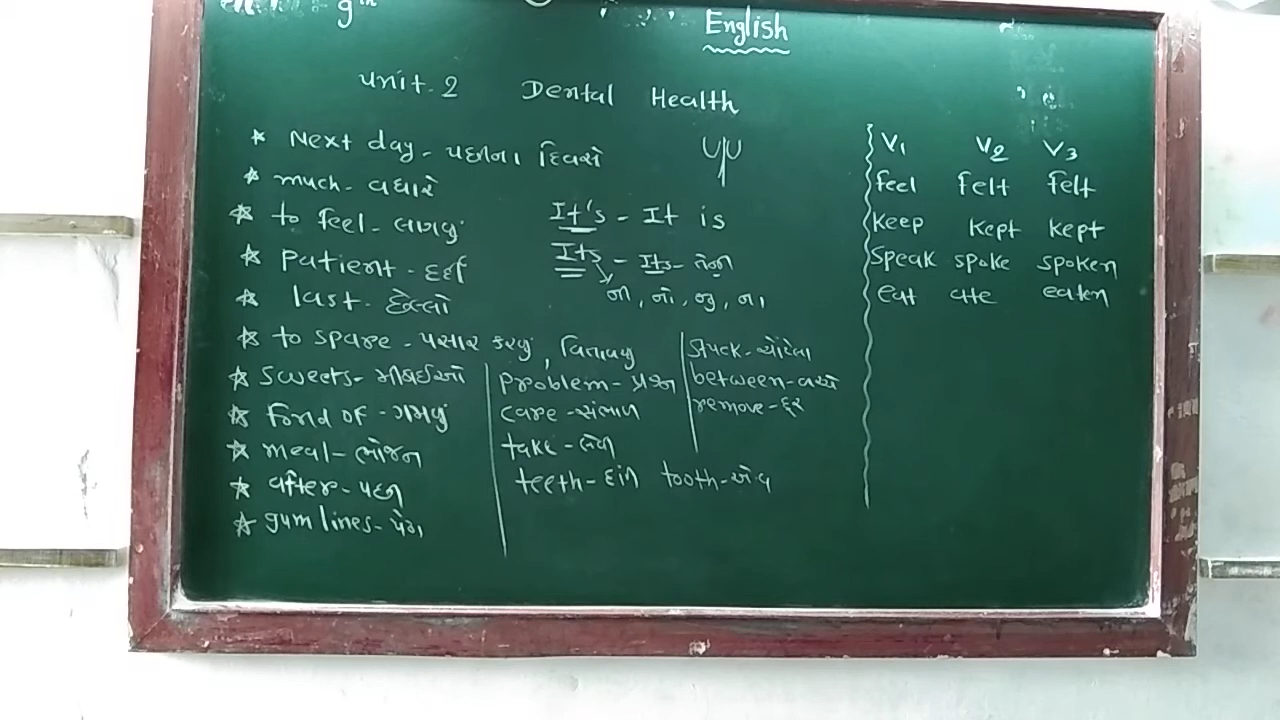 9th
English
Unit. 2 Dental Health
★ Next day - પછીના દિવસે
★ much - વધારે
★ to feel - લાગવું
★ patient - દર્દી
★ last - છેલ્લો
★ to spare - પસાર કરવું, વિતાવવું
★ sweets - મીઠાઈઓ
★ Fond of - ગમવું
★ meal - ભોજન
★ after - પછી
★ gum lines - પેઢા
It's - It is
Its - Its - તેની
ની, નો, નું, ના
problem - પ્રશ્ન
care - સંભાળ
take - લેવી
teeth - દાંત tooth - એક
stuck - ચોંટેલા
between - વચ્ચે
remove - દૂર
V1 V2 V3
feel felt felt
keep kept kept
speak spoke spoken
eat ate eaten